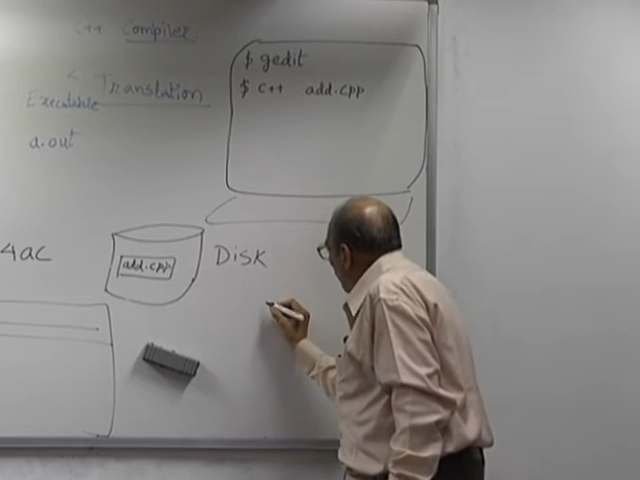 C++ Compiler.
Translation
Executable
a.out
$ gedit
$ c++ add.cpp
4ac
add.cpp
Disk